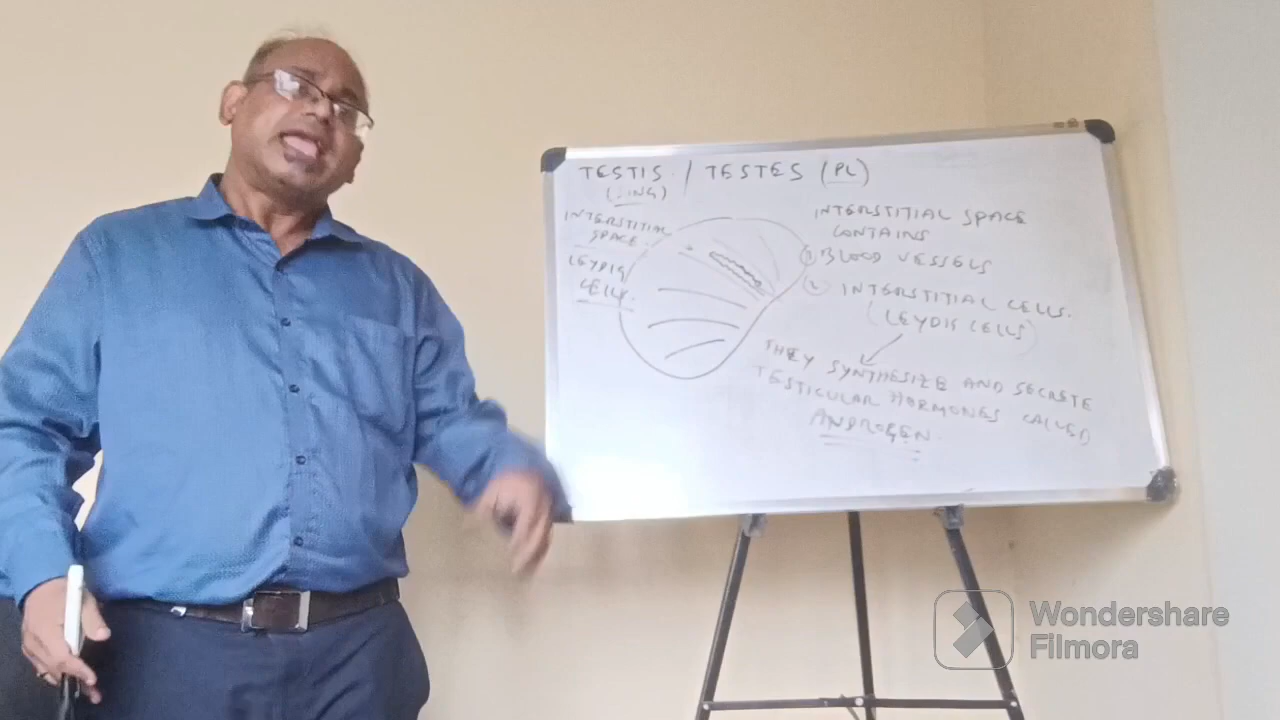 TESTIS / TESTES (PL)
(SING)
INTERSTITIAL
SPACE
LEYDIG
CELLS
INTERSTITIAL SPACE
CONTAINS
① BLOOD VESSELS
② INTERSTITIAL CELLS.
(LEYDIG CELLS)
THEY SYNTHESIZE AND SECRETE
TESTICULAR HORMONES CALLED
ANDROGEN.
Wondershare
Filmora